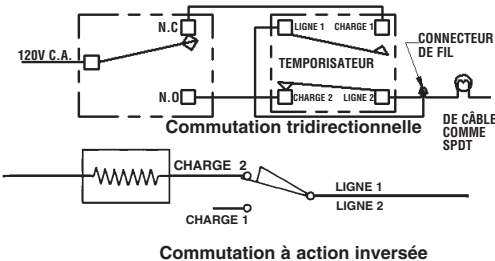 N.C
LIGNE 1
CHARGE 1
CONNECTEUR
DE FIL
120V C.A.
TEMPORISATEUR
N.O
CHARGE 2
LIGNE 2
DE CÂBLE
COMME
SPDT
Commutation tridirectionnelle
CHARGE 2
LIGNE 1
LIGNE 2
CHARGE 1
Commutation à action inversée